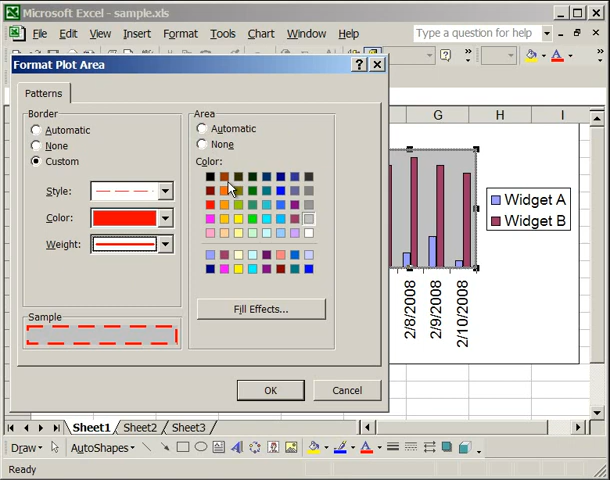 Microsoft Excel - sample.xls
File Edit View Insert Format Tools Chart Window Help
Type a question for help
Format Plot Area
Patterns
Border
Automatic
None
Custom
Style:
Color:
Weight:
Sample
Area
Automatic
None
Color:
Fill Effects...
OK Cancel
G H I
Widget A
Widget B
2/8/2008
2/9/2008
2/10/2008
Sheet1 Sheet2 Sheet3
Draw AutoShapes
Ready